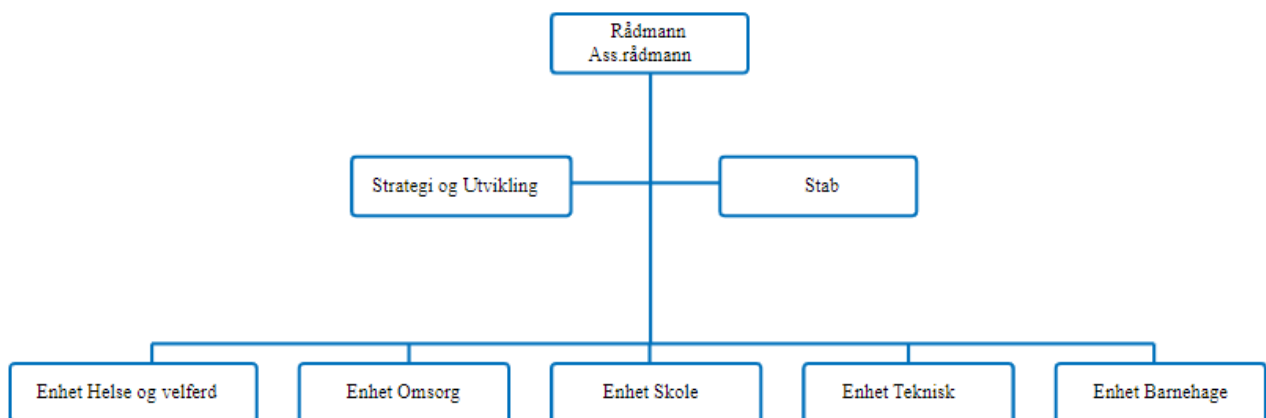 Rådmann
Ass.rådmann
Strategi og Utvikling
Stab
Enhet Helse og velferd
Enhet Omsorg
Enhet Skole
Enhet Teknisk
Enhet Barnehage